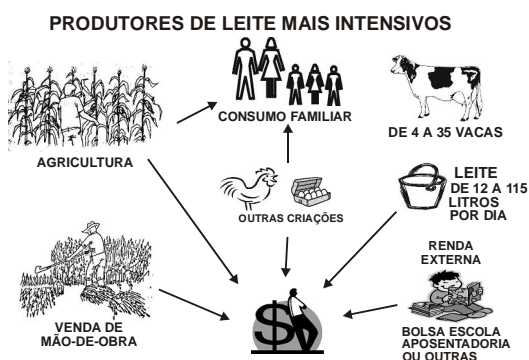 PRODUTORES DE LEITE MAIS INTENSIVOS
CONSUMO FAMILIAR
DE 4 A 35 VACAS
AGRICULTURA
OUTRAS CRIAÇÕES
LEITE
DE 12 A 115
LITROS
POR DIA
RENDA
EXTERNA
VENDA DE
MÃO-DE-OBRA
$
BOLSA ESCOLA
APOSENTADORIA
OU OUTRAS